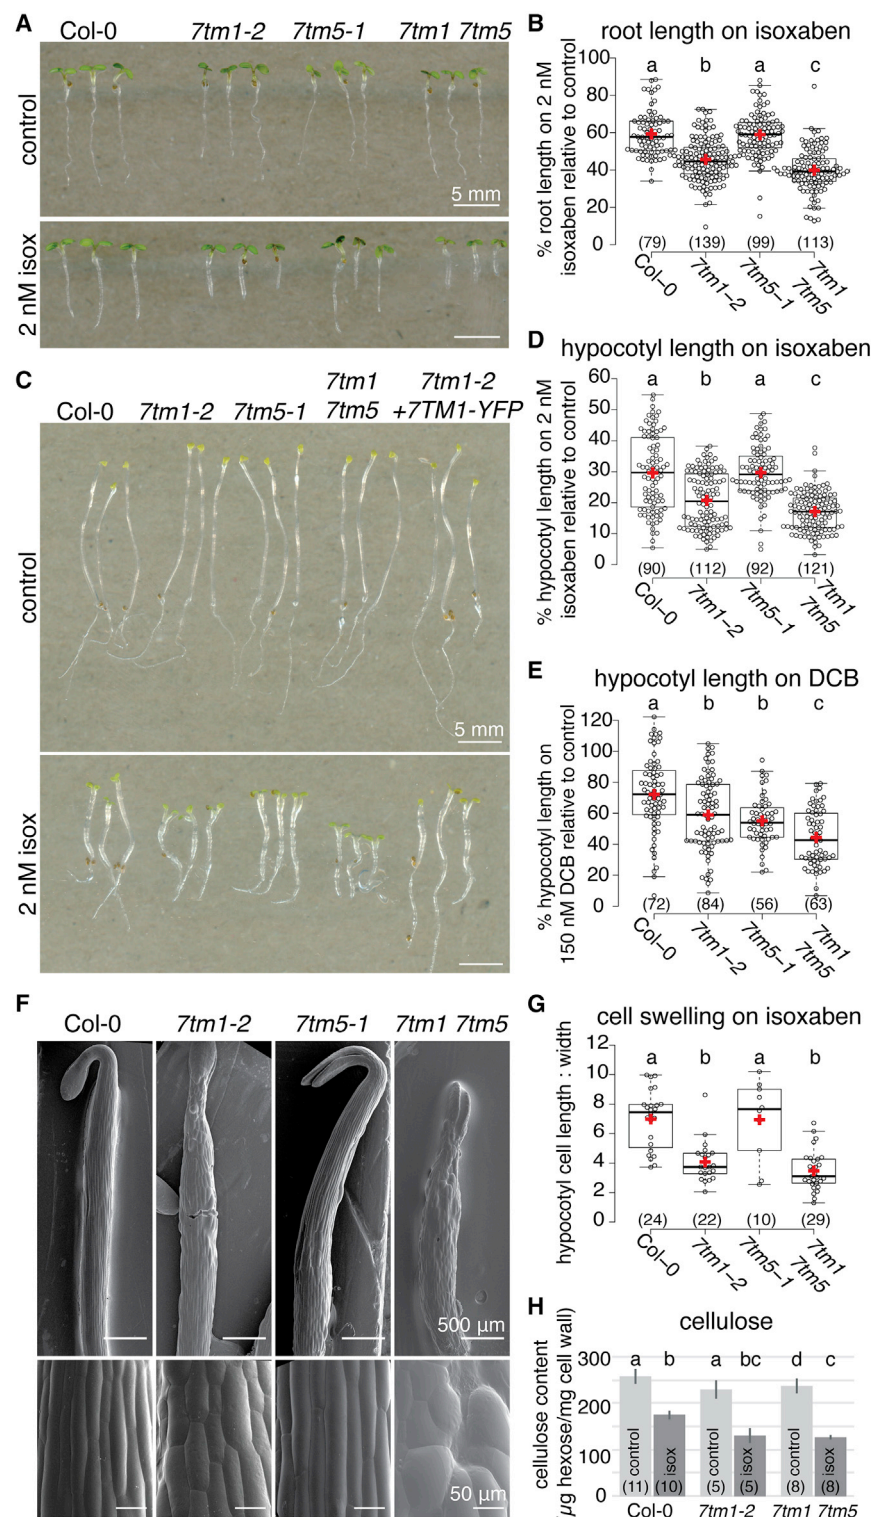 A
Col-0 7tm1-2 7tm5-1 7tm1 7tm5
control
5 mm
2 nM isox
B
root length on isoxaben
% root length on 2 nM
isoxaben relative to control
100
80
60
40
20
0
a b a c
(79) (139) (99) (113)
Col–0 7tm1–2 7tm5–1 7tm1
7tm5
C
7tm1 7tm1-2
Col-0 7tm1-2 7tm5-1 7tm5 +7TM1-YFP
control
5 mm
2 nM isox
D
hypocotyl length on isoxaben
% hypocotyl length on 2 nM
isoxaben relative to control
60
50
40
30
20
10
0
a b a c
(90) (112) (92) (121)
Col–0 7tm1–2 7tm5–1 7tm1
7tm5
E
hypocotyl length on DCB
% hypocotyl length on
150 nM DCB relative to control
120
100
80
60
40
20
0
a b b c
(72) (84) (56) (63)
Col–0 7tm1–2 7tm5–1 7tm1
7tm5
F
Col-0 7tm1-2 7tm5-1 7tm1 7tm5
500 µm
50 µm
G
cell swelling on isoxaben
hypocotyl cell length : width
12
10
8
6
4
2
0
a b a b
(24) (22) (10) (29)
Col–0 7tm1–2 7tm5–1 7tm1
7tm5
H
cellulose
cellulose content
µg hexose/mg cell wall)
300
200
100
0
a b a bc d c
control isox control isox control isox
(11) (10) (5) (5) (8) (8)
Col-0 7tm1-2 7tm1 7tm5